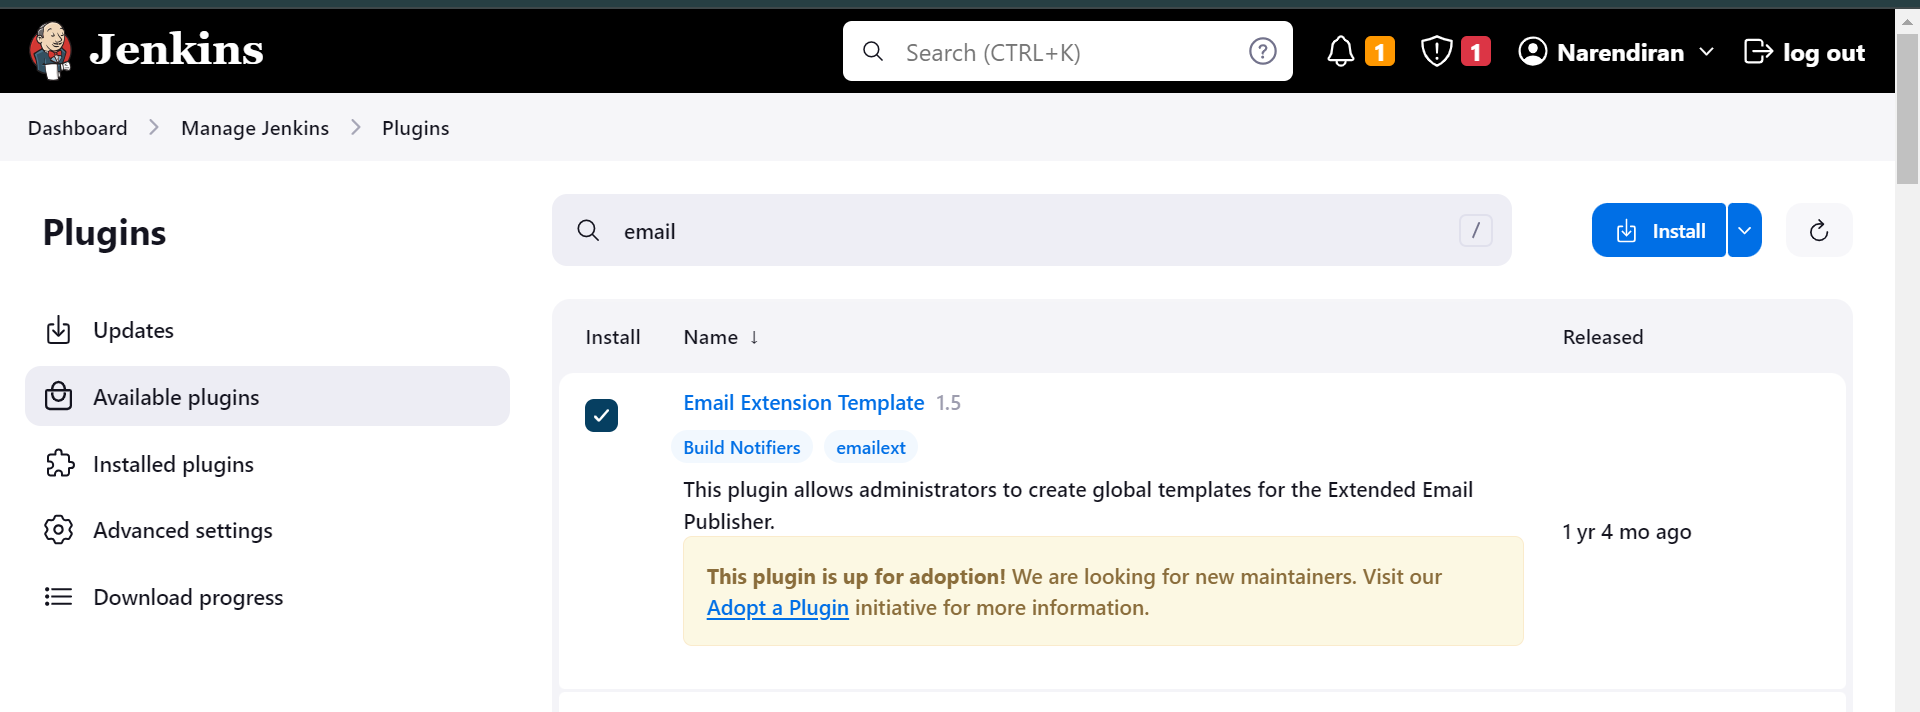 Jenkins
Search (CTRL+K)
1
1
Narendiran
log out
Dashboard
Manage Jenkins
Plugins
Plugins
email
/
Install
Updates
Available plugins
Installed plugins
Advanced settings
Download progress
Install
Name ↓
Released
Email Extension Template 1.5
Build Notifiers
emailext
This plugin allows administrators to create global templates for the Extended Email
Publisher.
1 yr 4 mo ago
This plugin is up for adoption! We are looking for new maintainers. Visit our
Adopt a Plugin initiative for more information.